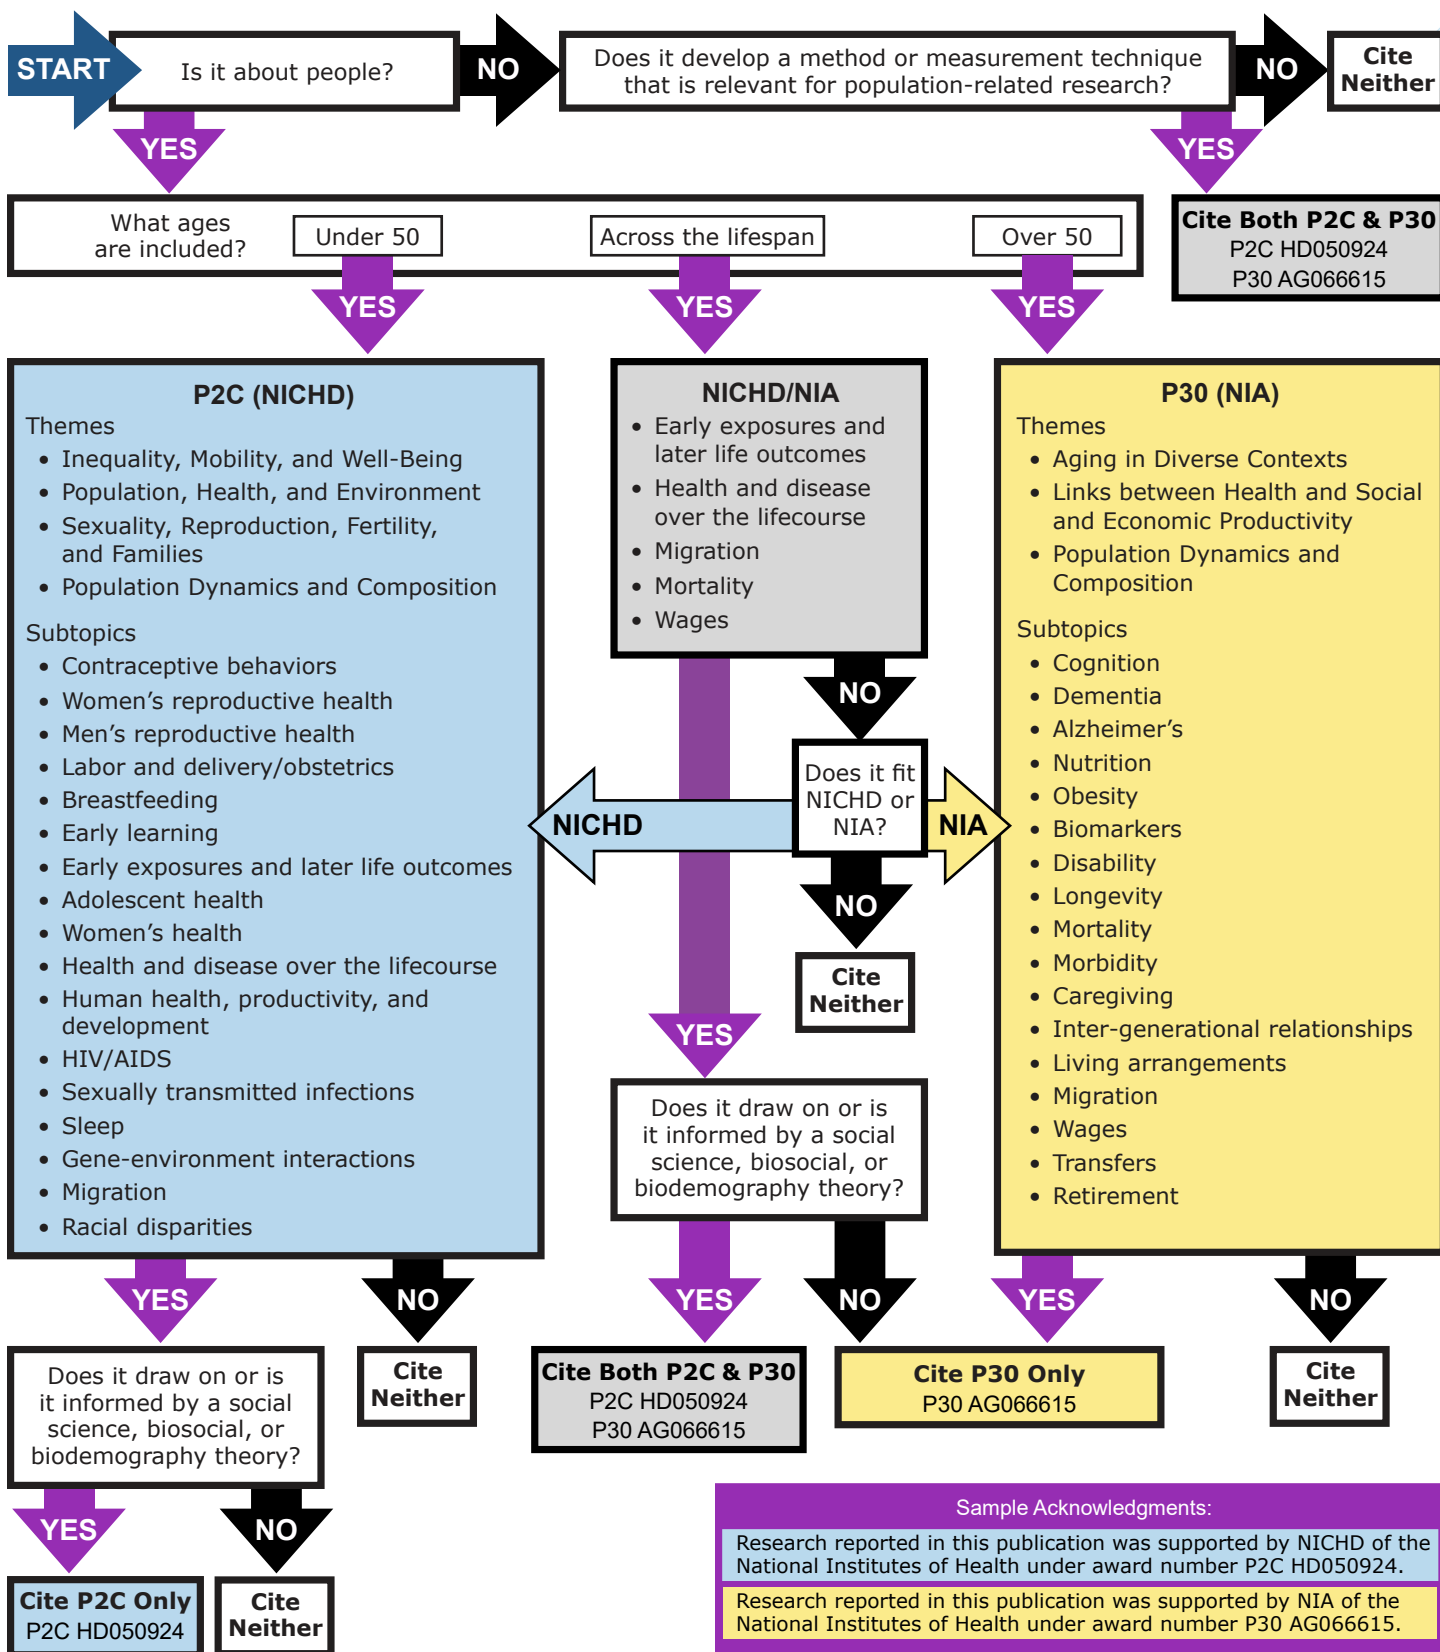 START
Is it about people?
NO
Does it develop a method or measurement technique
that is relevant for population-related research?
NO
Cite
Neither
YES
YES
What ages
are included?
Under 50
Across the lifespan
Over 50
Cite Both P2C & P30
P2C HD050924
P30 AG066615
YES
YES
YES
P2C (NICHD)
Themes
• Inequality, Mobility, and Well-Being
• Population, Health, and Environment
• Sexuality, Reproduction, Fertility,
and Families
• Population Dynamics and Composition
Subtopics
• Contraceptive behaviors
• Women’s reproductive health
• Men’s reproductive health
• Labor and delivery/obstetrics
• Breastfeeding
• Early learning
• Early exposures and later life outcomes
• Adolescent health
• Women’s health
• Health and disease over the lifecourse
• Human health, productivity, and
development
• HIV/AIDS
• Sexually transmitted infections
• Sleep
• Gene-environment interactions
• Migration
• Racial disparities
NICHD/NIA
• Early exposures and
later life outcomes
• Health and disease
over the lifecourse
• Migration
• Mortality
• Wages
P30 (NIA)
Themes
• Aging in Diverse Contexts
• Links between Health and Social
and Economic Productivity
• Population Dynamics and
Composition
Subtopics
• Cognition
• Dementia
• Alzheimer’s
• Nutrition
• Obesity
• Biomarkers
• Disability
• Longevity
• Mortality
• Morbidity
• Caregiving
• Inter-generational relationships
• Living arrangements
• Migration
• Wages
• Transfers
• Retirement
NO
Does it fit
NICHD or
NIA?
NICHD
NIA
NO
Cite
Neither
YES
Does it draw on or is
it informed by a social
science, biosocial, or
biodemography theory?
YES
NO
YES
NO
YES
NO
Does it draw on or is
it informed by a social
science, biosocial, or
biodemography theory?
Cite
Neither
Cite Both P2C & P30
P2C HD050924
P30 AG066615
Cite P30 Only
P30 AG066615
Cite
Neither
YES
NO
Cite P2C Only
P2C HD050924
Cite
Neither
Sample Acknowledgments:
Research reported in this publication was supported by NICHD of the
National Institutes of Health under award number P2C HD050924.
Research reported in this publication was supported by NIA of the
National Institutes of Health under award number P30 AG066615.